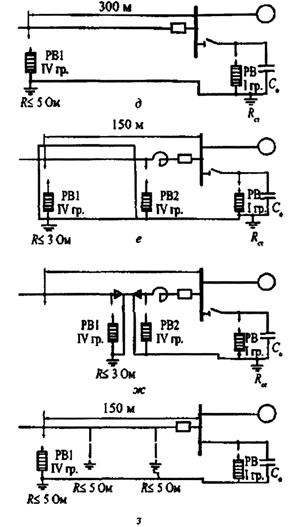 300 м
РВ1
IV гр.
R≤ 5 Ом
РВ
I гр.
C₀
Rст
д
150 м
РВ1
IV гр.
РВ2
IV гр.
РВ
I гр.
C₀
R≤ 3 Ом
Rст
е
РВ1
IV гр.
РВ2
IV гр.
РВ
I гр.
C₀
R≤ 3 Ом
Rст
ж
150 м
РВ1
IV гр.
РВ
I гр.
C₀
R≤ 5 Ом
R≤ 5 Ом
R≤ 5 Ом
з